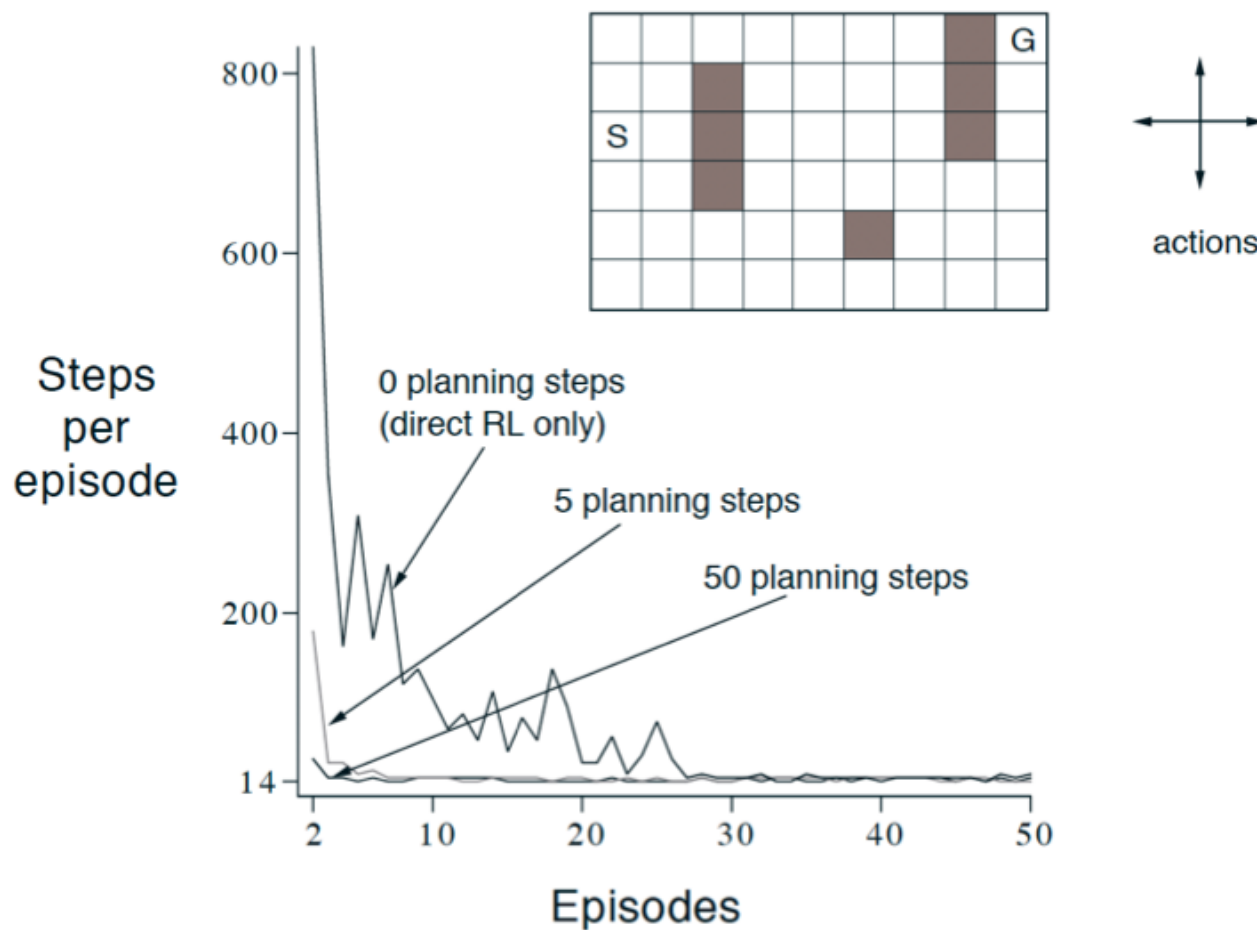 800
600
400
200
14
Steps
per
episode
0 planning steps
(direct RL only)
5 planning steps
50 planning steps
S
G
actions
2
10
20
30
40
50
Episodes